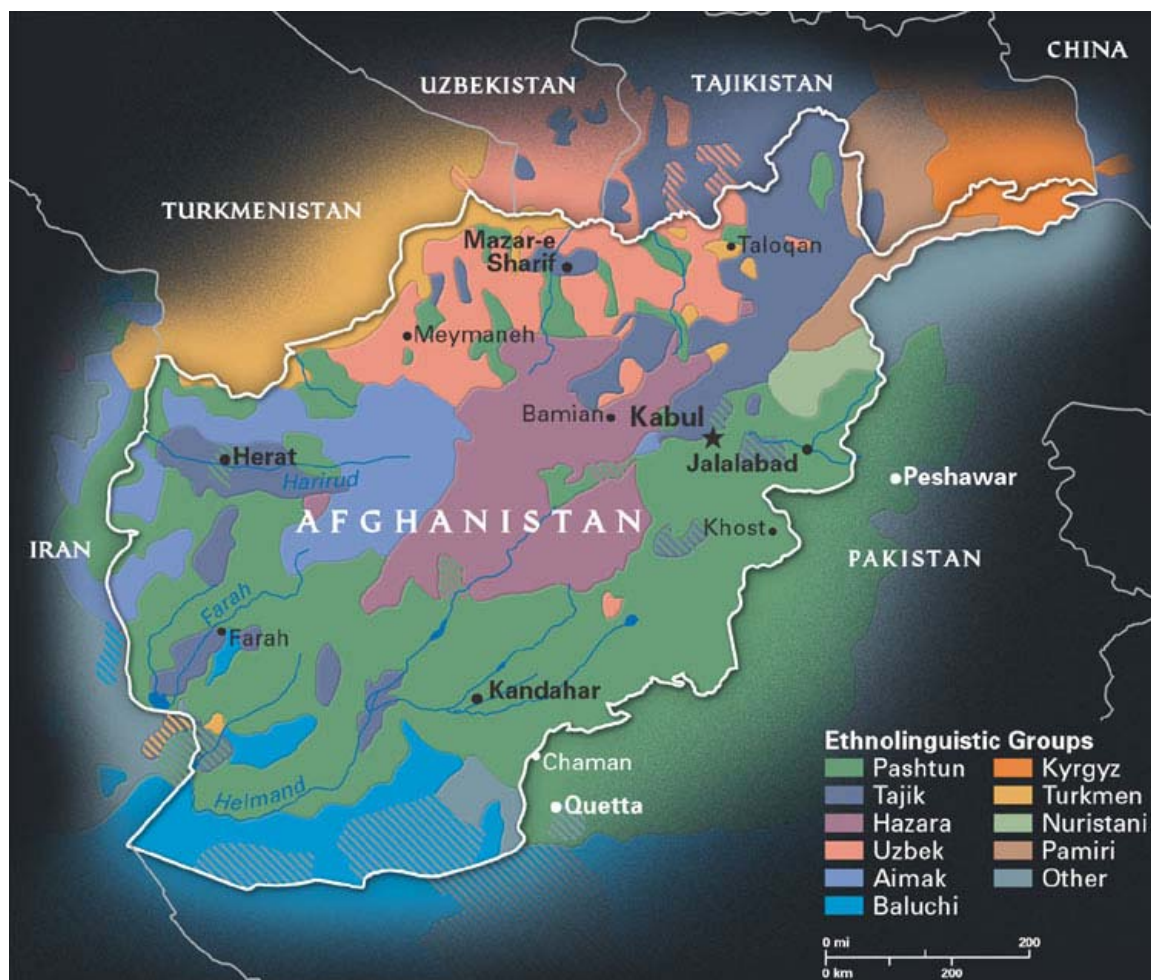 CHINA
UZBEKISTAN
TAJIKISTAN
TURKMENISTAN
Mazar-e
Sharif
Taloqan
Meymaneh
Bamian
Kabul
Herat
Jalalabad
Harirud
Peshawar
AFGHANISTAN
Khost
IRAN
PAKISTAN
Farah
Farah
Kandahar
Chaman
Helmand
Quetta
Ethnolinguistic Groups
Pashtun
Tajik
Hazara
Uzbek
Aimak
Baluchi
Kyrgyz
Turkmen
Nuristani
Pamiri
Other
0 mi 200
0 km 200